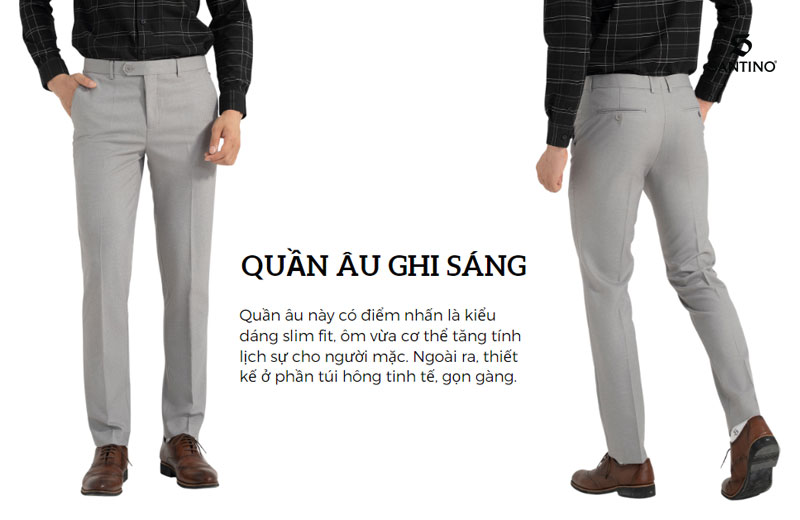 ANTINO
QUẦN ÂU GHI SÁNG
Quần âu này có điểm nhấn là kiểu
dáng slim fit, ôm vừa cơ thể tăng tính
lịch sự cho người mặc. Ngoài ra, thiết
kế ở phần túi hông tinh tế, gọn gàng.